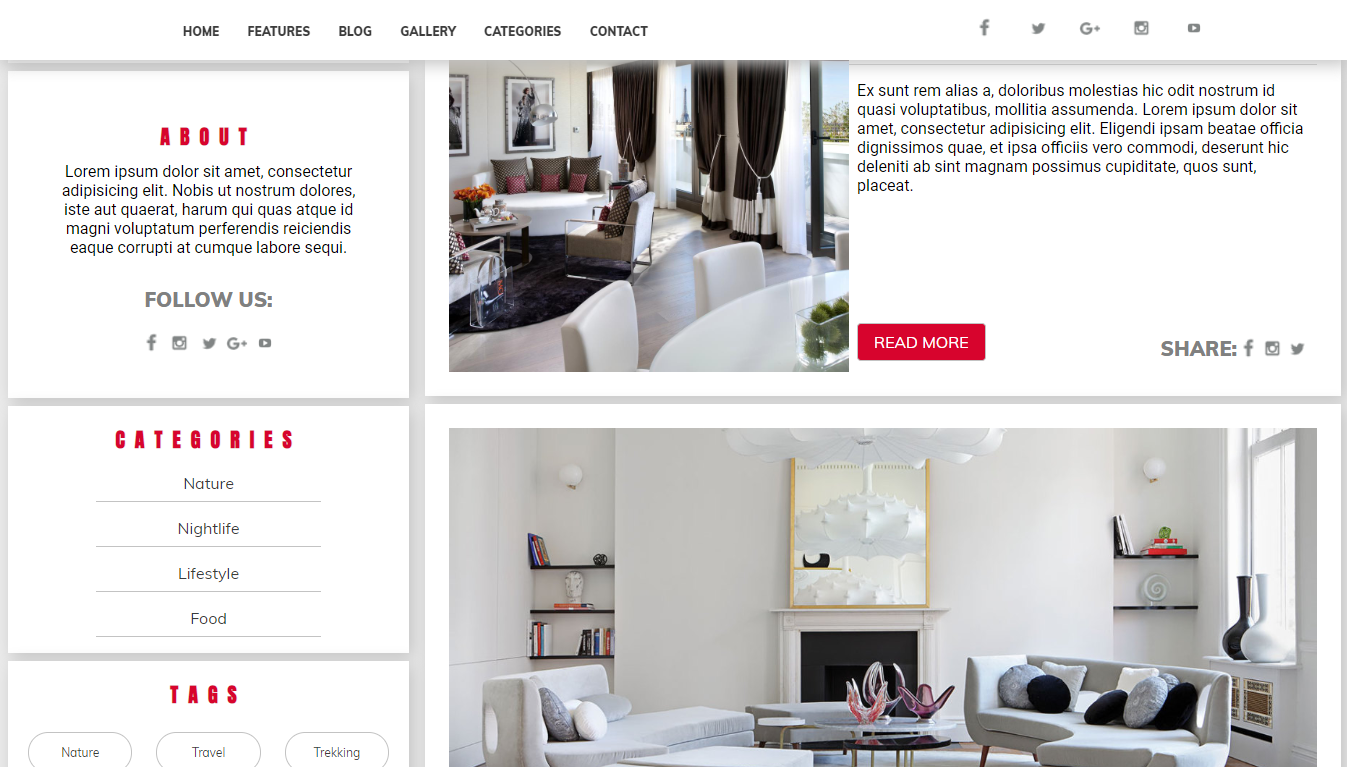 HOME FEATURES BLOG GALLERY CATEGORIES CONTACT
ABOUT
Lorem ipsum dolor sit amet, consectetur
adipisicing elit. Nobis ut nostrum dolores,
iste aut quaerat, harum qui quas atque id
magni voluptatum perferendis reiciendis
eaque corrupti at cumque labore sequi.
FOLLOW US:
CATEGORIES
Nature
Nightlife
Lifestyle
Food
TAGS
Nature Travel Trekking
Ex sunt rem alias a, doloribus molestias hic odit nostrum id
quasi voluptatibus, mollitia assumenda. Lorem ipsum dolor sit
amet, consectetur adipisicing elit. Eligendi ipsam beatae officia
dignissimos quae, et ipsa officiis vero commodi, deserunt hic
deleniti ab sint magnam possimus cupiditate, quos sunt,
placeat.
READ MORE
SHARE: